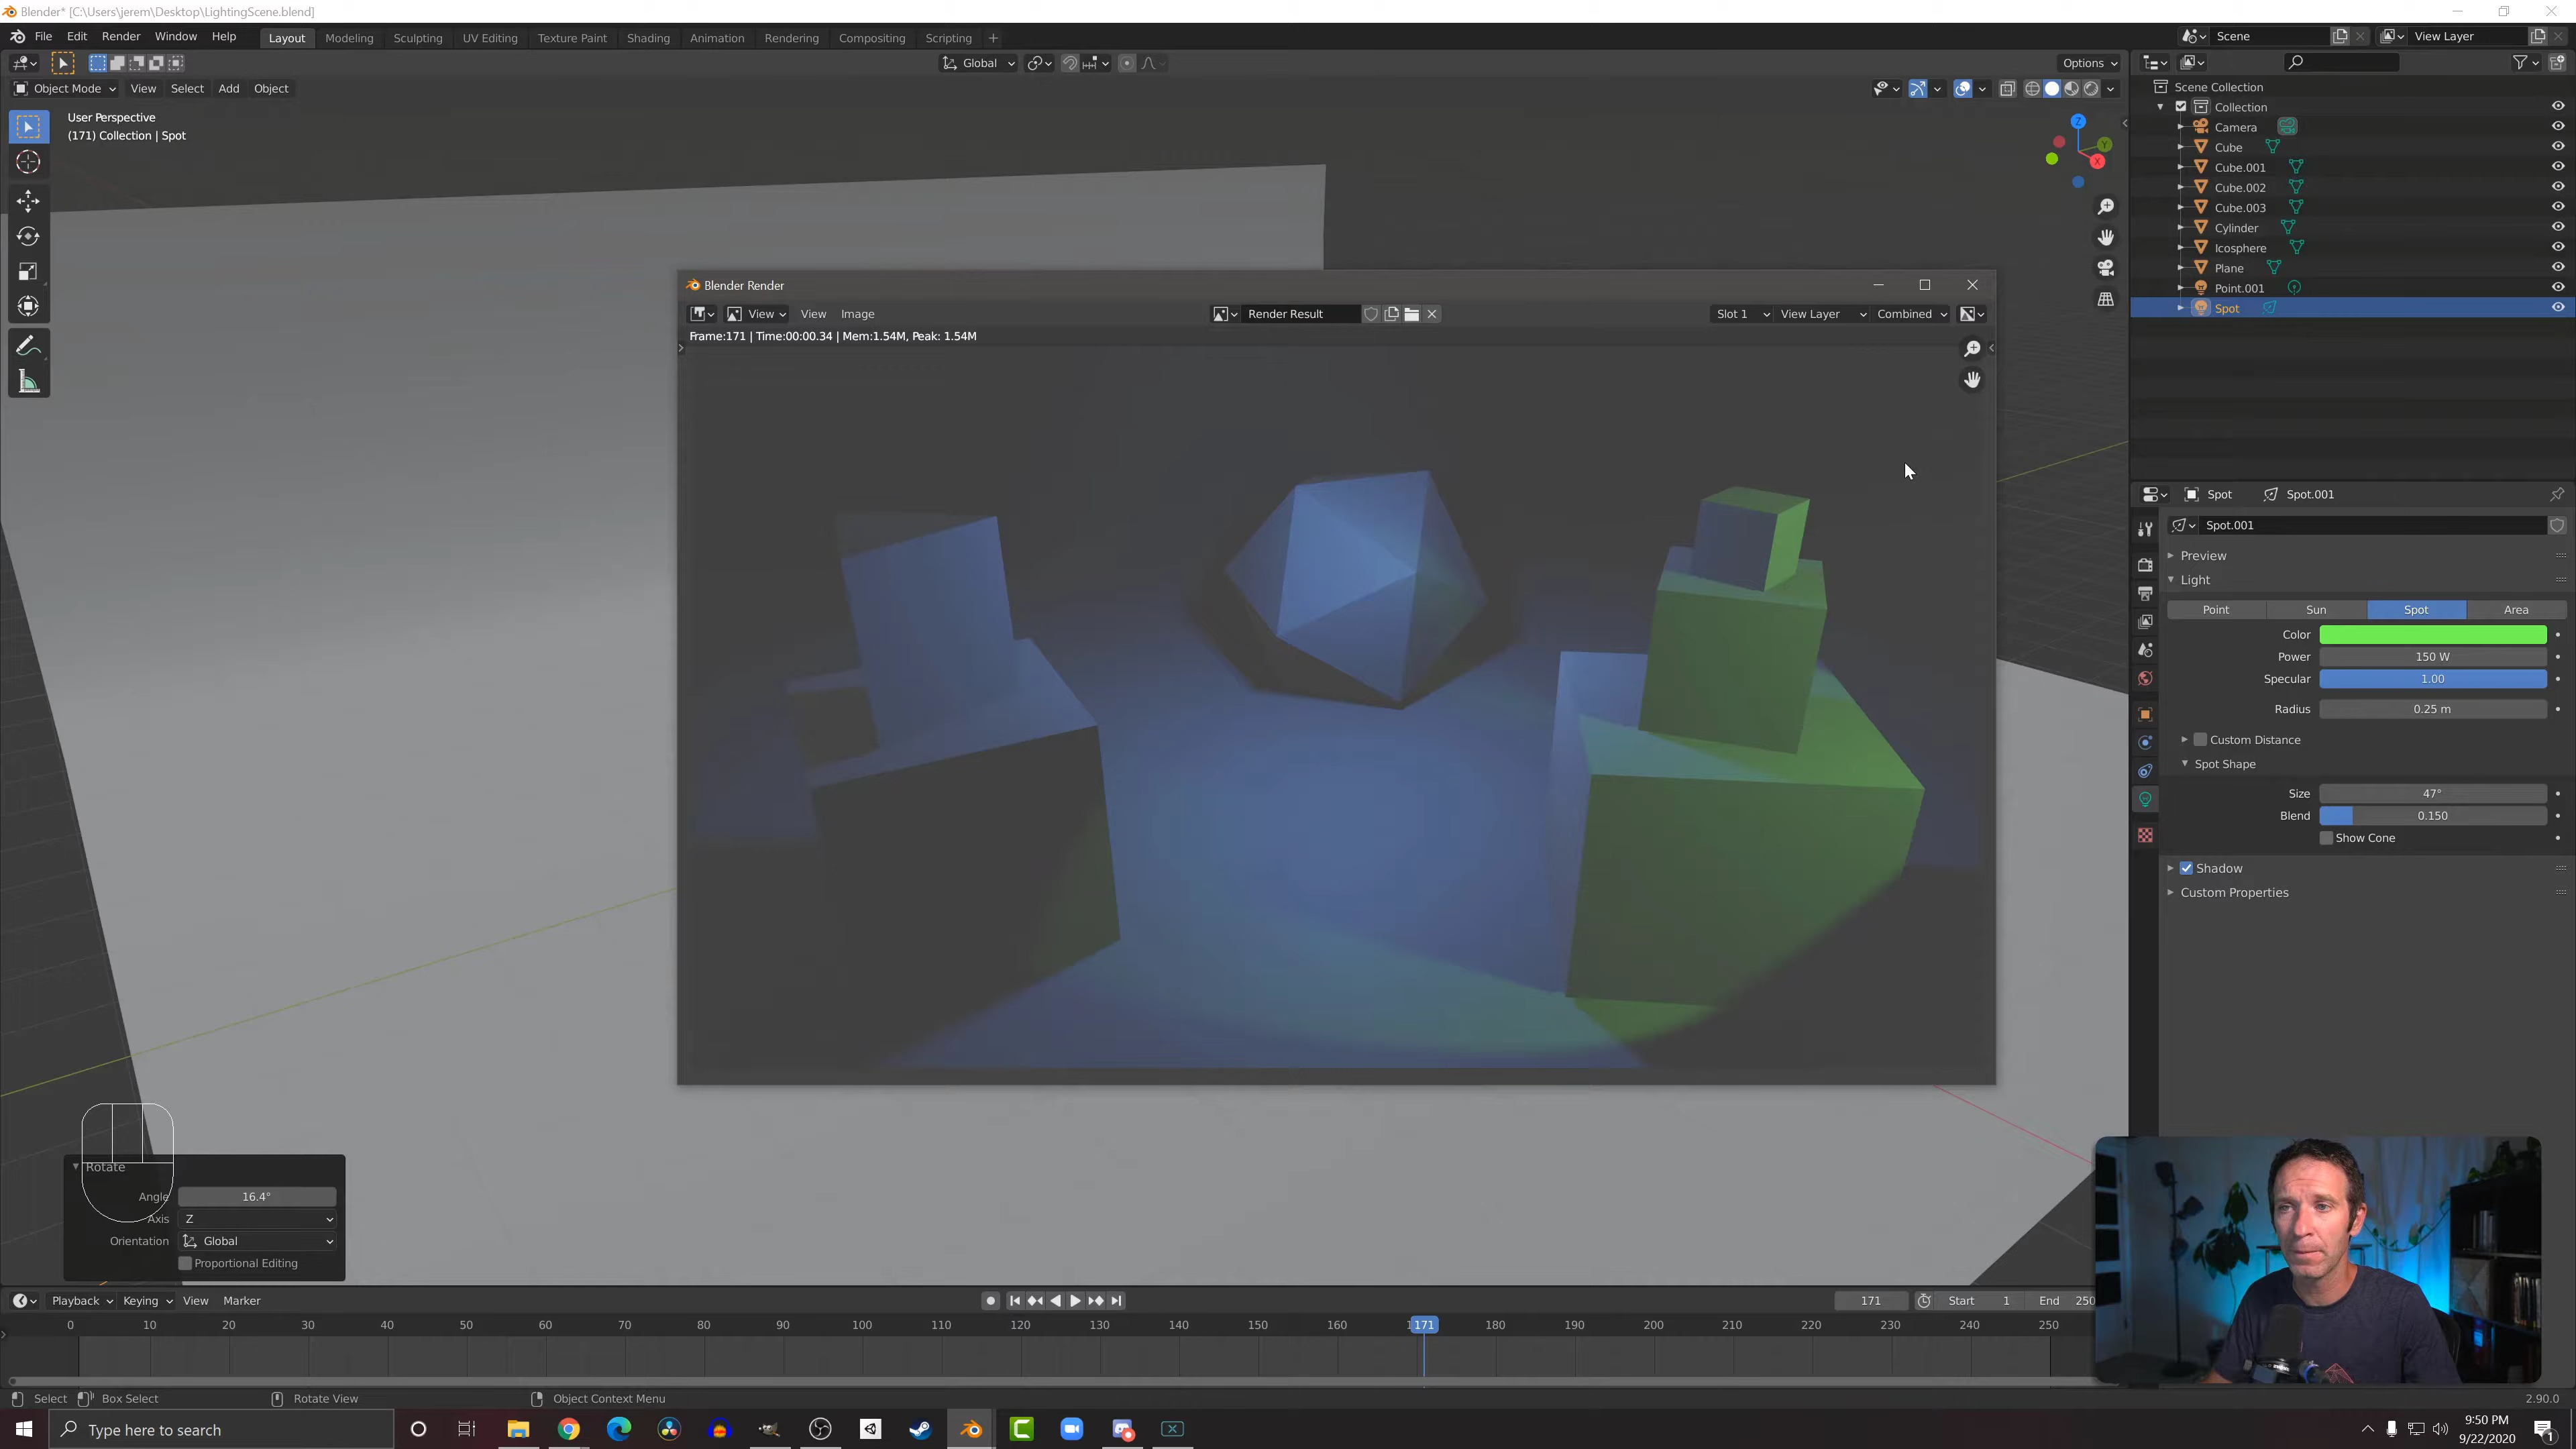 Blender* [C:\Users\jerem\Desktop\LightingScene.blend]
File Edit Render Window Help Layout Modeling Sculpting UV Editing Texture Paint Shading Animation Rendering Compositing Scripting + Scene View Layer
Global Options
Object Mode View Select Add Object
User Perspective
(171) Collection | Spot
Z
Y
X
Scene Collection
Collection
Camera
Cube
Cube.001
Cube.002
Cube.003
Cylinder
Icosphere
Plane
Point.001
Spot
Blender Render
View View Image Render Result Slot 1 View Layer Combined
Frame:171 | Time:00:00.34 | Mem:1.54M, Peak: 1.54M
Spot Spot.001
Spot.001
Preview
Light
Point Sun Spot Area
Color
Power 150 W
Specular 1.00
Radius 0.25 m
Custom Distance
Spot Shape
Size 47°
Blend 0.150
Show Cone
Shadow
Custom Properties
Rotate
Angle 16.4°
Axis Z
Orientation Global
Proportional Editing
Playback Keying View Marker 171 Start 1 End 250
0 10 20 30 40 50 60 70 80 90 100 110 120 130 140 150 160 171 180 190 200 210 220 230 240 250
Select Box Select Rotate View Object Context Menu 2.90.0
Type here to search
9:50 PM
9/22/2020
1